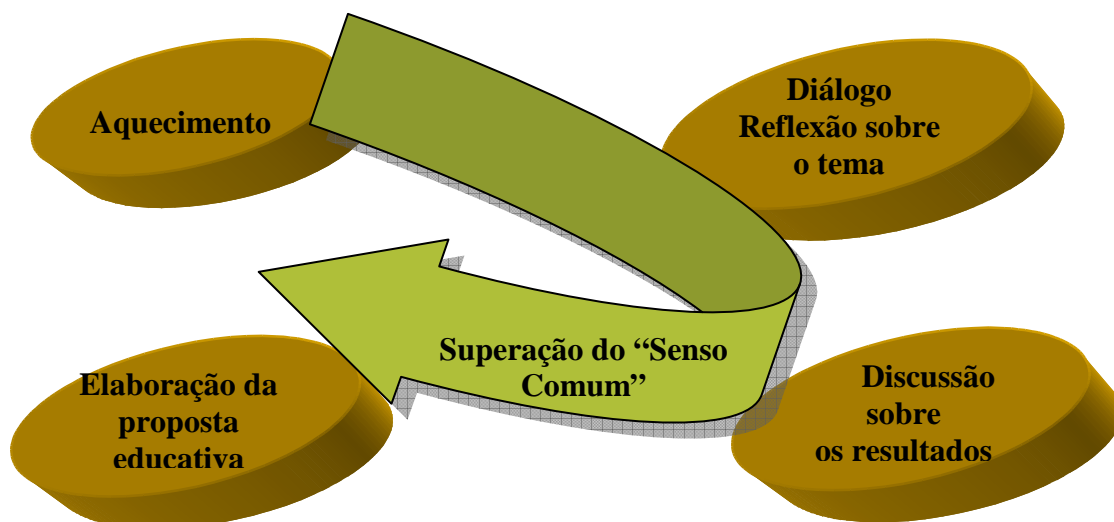 Aquecimento
Diálogo
Reflexão sobre
o tema
Superação do “Senso
Comum”
Elaboração da
proposta
educativa
Discussão
sobre
os resultados